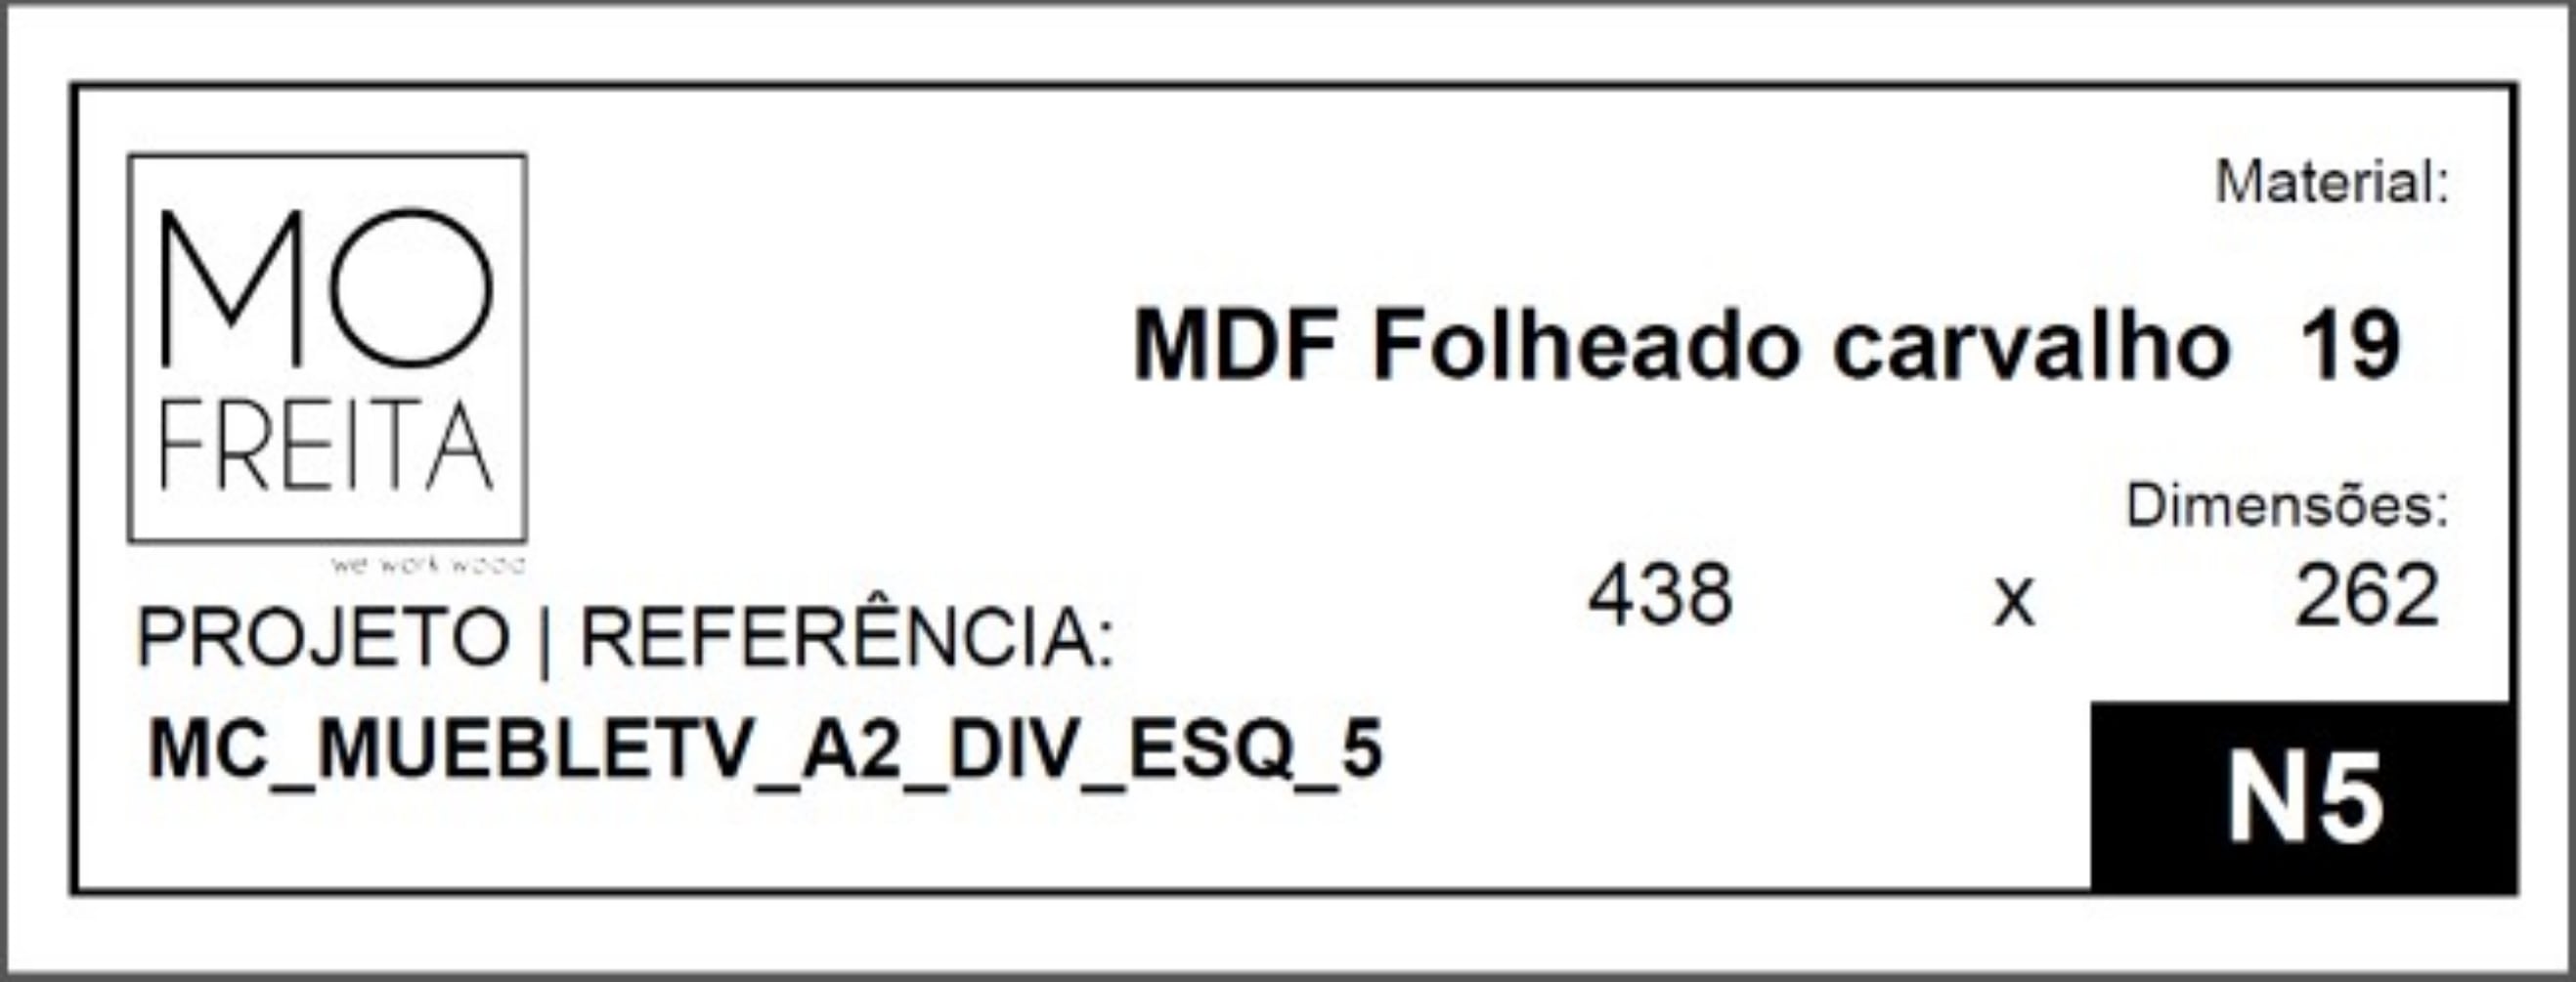 MO
FREITA
we work wood
Material:
MDF Folheado carvalho 19
Dimensões:
438 x 262
PROJETO | REFERÊNCIA:
MC_MUEBLETV_A2_DIV_ESQ_5
N5